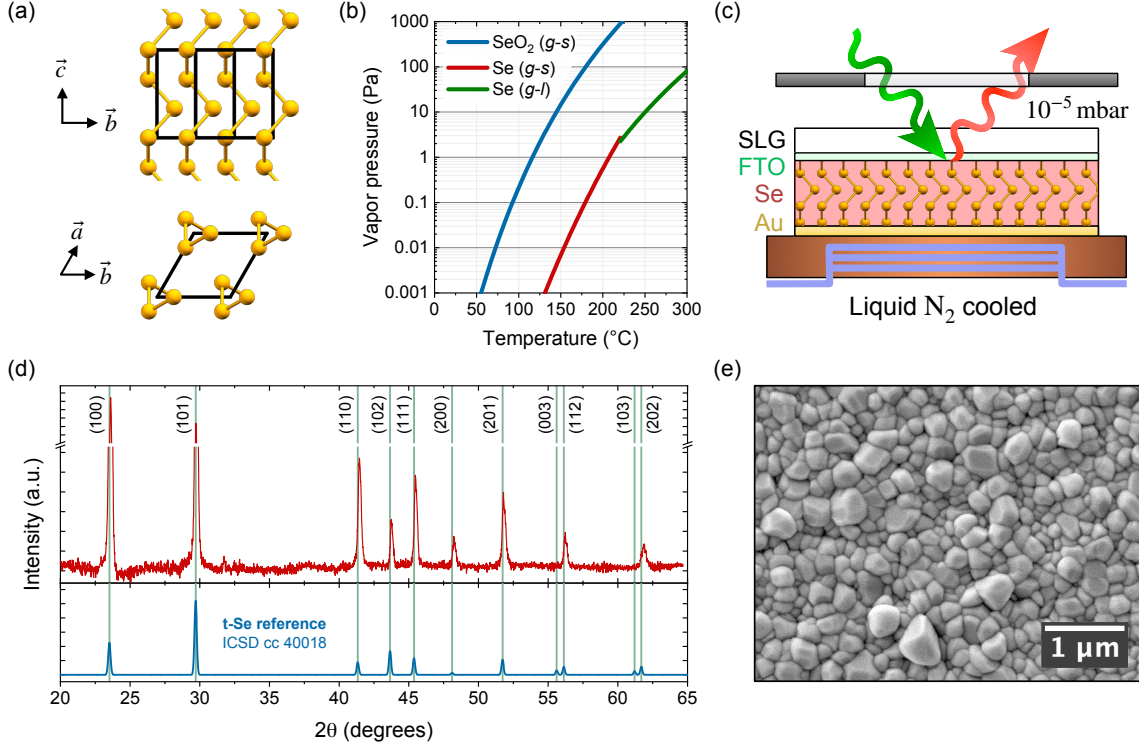 (a)
c⃗
b⃗
a⃗
b⃗
(b)
Vapor pressure (Pa)
1000
100
10
1
0.1
0.01
0.001
SeO₂ (g-s)
Se (g-s)
Se (g-l)
0 50 100 150 200 250 300
Temperature (°C)
(c)
10⁻⁵ mbar
SLG
FTO
Se
Au
Liquid N₂ cooled
(d)
Intensity (a.u.)
(100) (101) (110) (102) (111) (200) (201) (003) (112) (103) (202)
t-Se reference
ICSD cc 40018
20 25 30 35 40 45 50 55 60 65
2θ (degrees)
(e)
1 μm